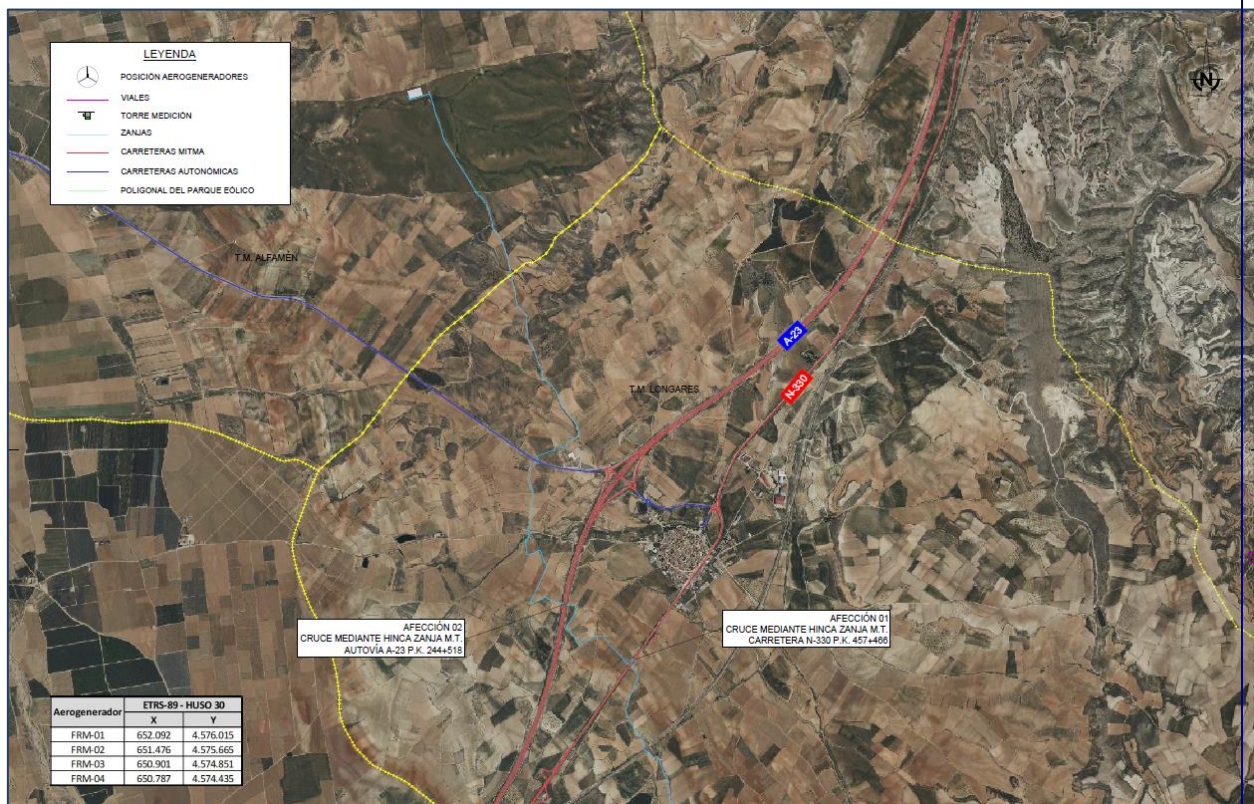 LEYENDA
POSICIÓN AEROGENERADORES
VIALES
TORRE MEDICIÓN
ZANJAS
CARRETERAS MITMA
CARRETERAS AUTONÓMICAS
POLIGONAL DEL PARQUE EÓLICO
N
T.M. ALFAMEN
A-23
T.M. LONGARES
N-330
AFECCIÓN 02
CRUCE MEDIANTE HINCA ZANJA M.T.
AUTOVÍA A-23 P.K. 244+518
AFECCIÓN 01
CRUCE MEDIANTE HINCA ZANJA M.T.
CARRETERA N-330 P.K. 457+466
Aerogenerador ETRS-89 - HUSO 30
X Y
FRM-01 652.092 4.576.015
FRM-02 651.476 4.575.665
FRM-03 650.901 4.574.851
FRM-04 650.787 4.574.435